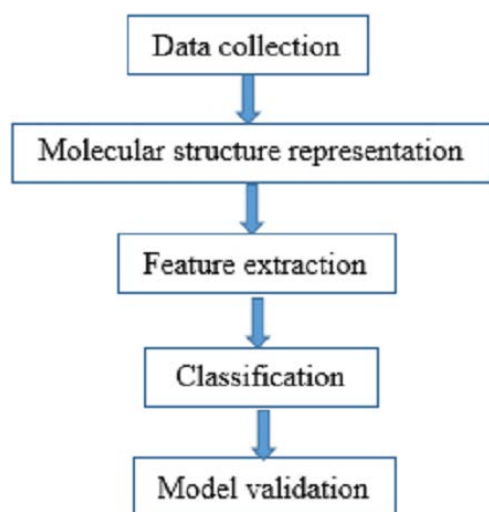 Data collection
Molecular structure representation
Feature extraction
Classification
Model validation